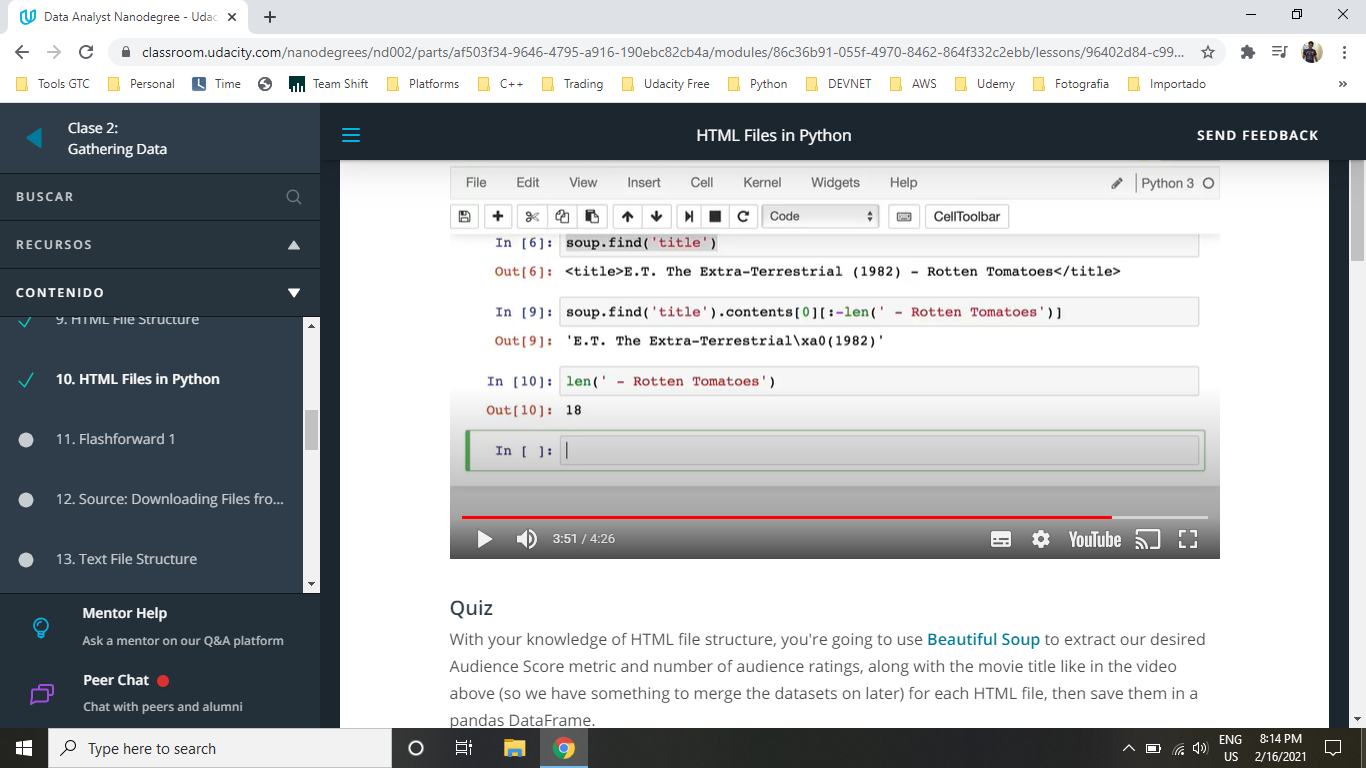 Data Analyst Nanodegree - Udac
classroom.udacity.com/nanodegrees/nd002/parts/af503f34-9646-4795-a916-190ebc82cb4a/modules/86c36b91-055f-4970-8462-864f332c2ebb/lessons/96402d84-c99...
Tools GTC Personal Time Team Shift Platforms C++ Trading Udacity Free Python DEVNET AWS Udemy Fotografia Importado »
Clase 2:
Gathering Data
BUSCAR
RECURSOS
CONTENIDO
9. HTML File Structure
10. HTML Files in Python
11. Flashforward 1
12. Source: Downloading Files fro...
13. Text File Structure
Mentor Help
Ask a mentor on our Q&A platform
Peer Chat
Chat with peers and alumni
HTML Files in Python
SEND FEEDBACK
File Edit View Insert Cell Kernel Widgets Help Python 3
Code CellToolbar
In [6]: soup.find('title')
Out[6]: <title>E.T. The Extra-Terrestrial (1982) - Rotten Tomatoes</title>
In [9]: soup.find('title').contents[0][:-len(' - Rotten Tomatoes')]
Out[9]: 'E.T. The Extra-Terrestrial\xa0(1982)'
In [10]: len(' - Rotten Tomatoes')
Out[10]: 18
In [ ]:
3:51 / 4:26
YouTube
Quiz
With your knowledge of HTML file structure, you're going to use Beautiful Soup to extract our desired
Audience Score metric and number of audience ratings, along with the movie title like in the video
above (so we have something to merge the datasets on later) for each HTML file, then save them in a
pandas DataFrame.
Type here to search
ENG
US
8:14 PM
2/16/2021